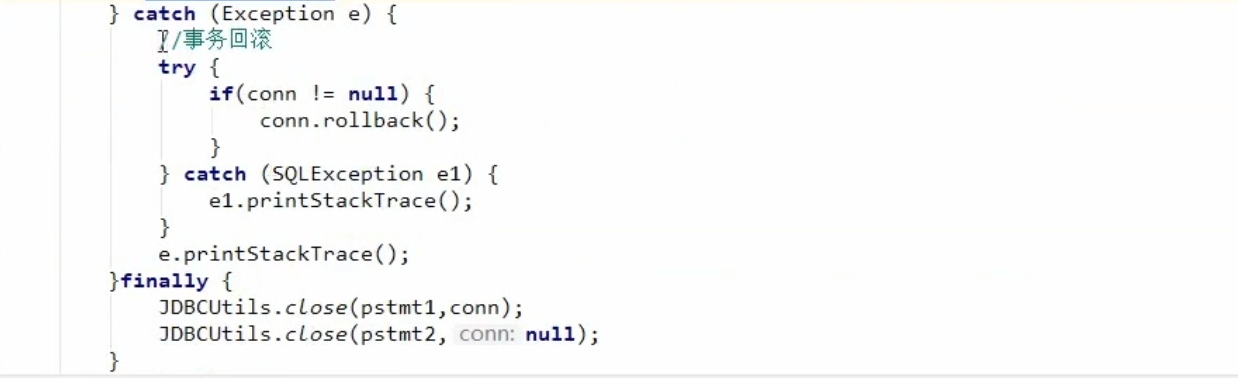 } catch (Exception e) {
//事务回滚
try {
if(conn != null) {
conn.rollback();
}
} catch (SQLException e1) {
e1.printStackTrace();
}
e.printStackTrace();
}finally {
JDBCUtils.close(pstmt1,conn);
JDBCUtils.close(pstmt2, conn: null);
}